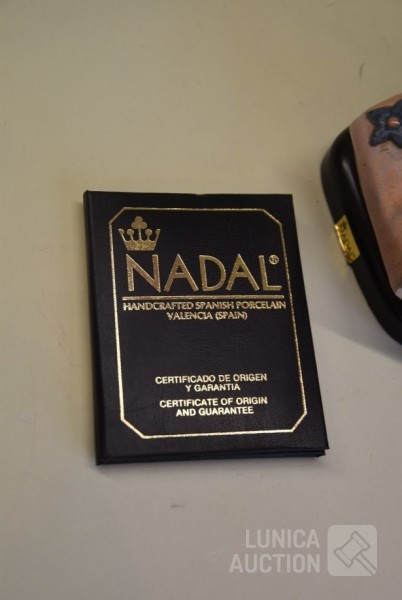 NADAL®
HANDCRAFTED SPANISH PORCELAIN
VALENCIA (SPAIN)
CERTIFICADO DE ORIGEN
Y GARANTIA
CERTIFICATE OF ORIGIN
AND GUARANTEE
LUNICA
AUCTION